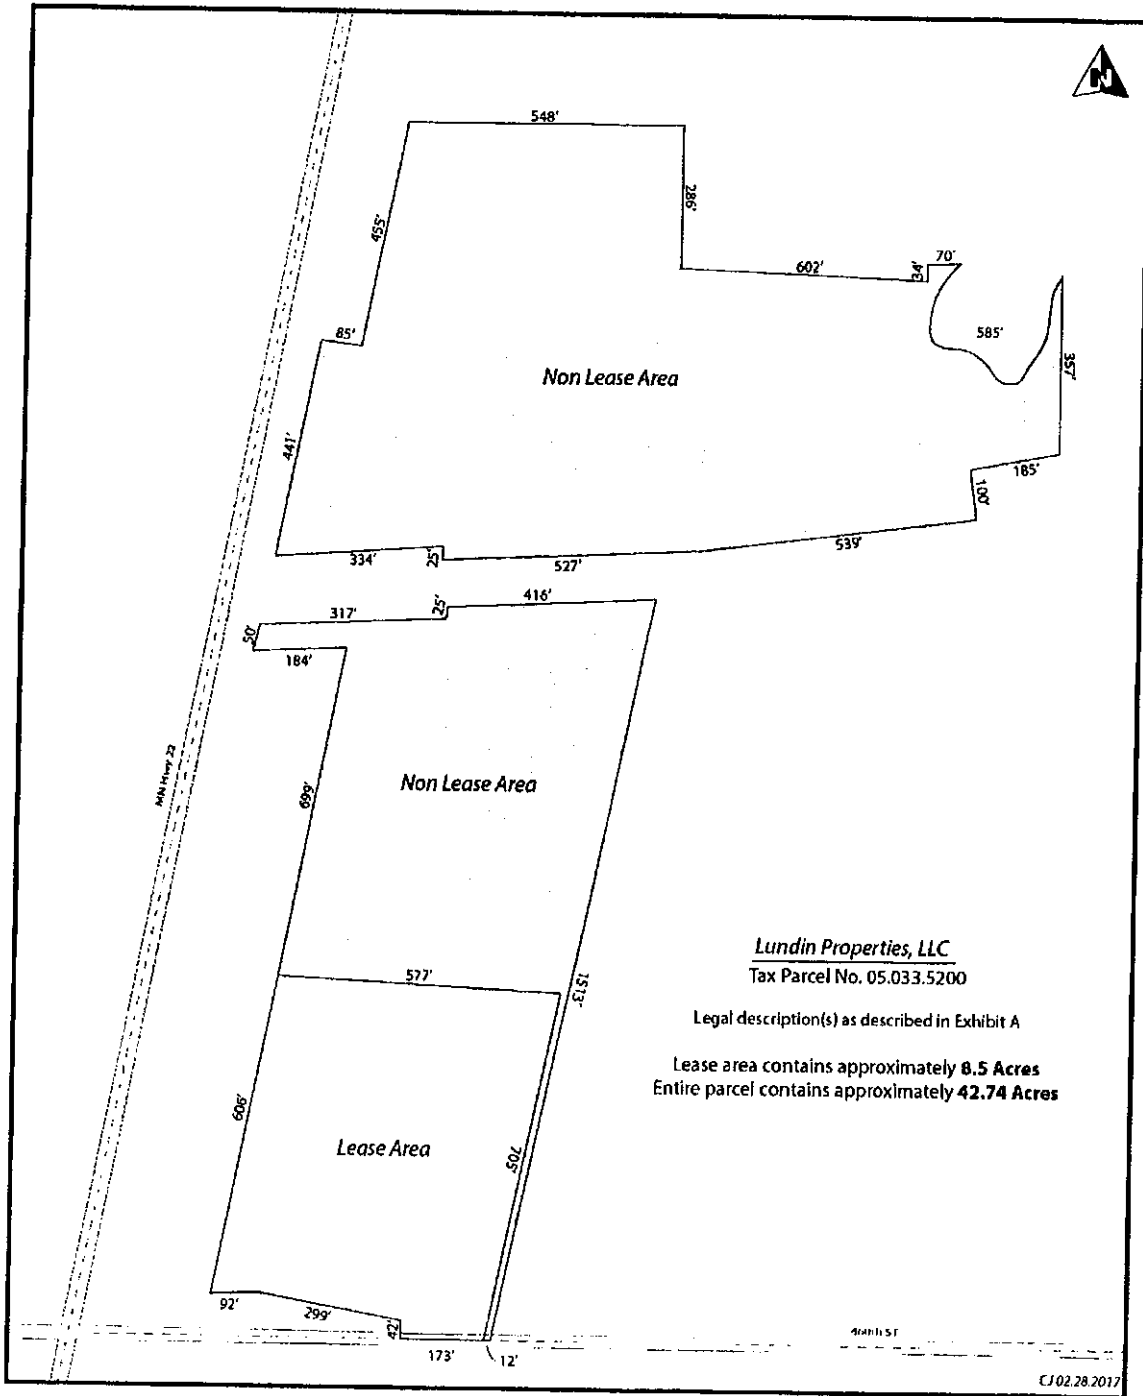 N
548'
286'
455'
602'
34'
70'
585'
357'
85'
Non Lease Area
441'
185'
100'
539'
334'
25'
527'
416'
317'
25'
50'
184'
MN Hwy 22
Non Lease Area
699'
577'
1513'
Lundin Properties, LLC
Tax Parcel No. 05.033.5200
Legal description(s) as described in Exhibit A
Lease area contains approximately 8.5 Acres
Entire parcel contains approximately 42.74 Acres
606'
Lease Area
705'
92'
299'
42'
173'
12'
CJ 02.28.2017